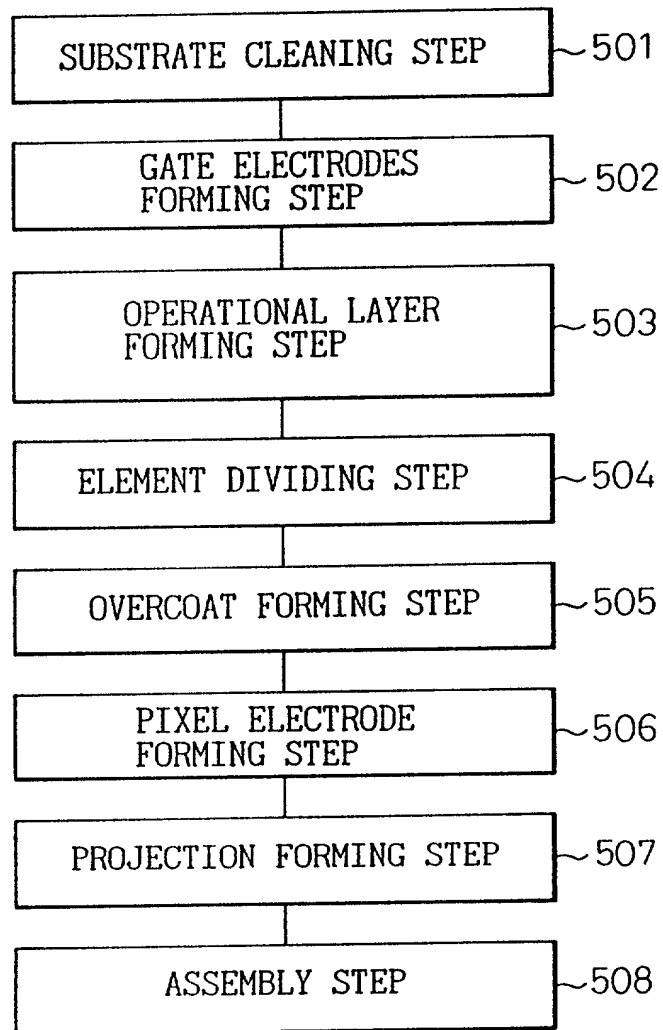 SUBSTRATE CLEANING STEP 501
GATE ELECTRODES
FORMING STEP 502
OPERATIONAL LAYER
FORMING STEP 503
ELEMENT DIVIDING STEP 504
OVERCOAT FORMING STEP 505
PIXEL ELECTRODE
FORMING STEP 506
PROJECTION FORMING STEP 507
ASSEMBLY STEP 508